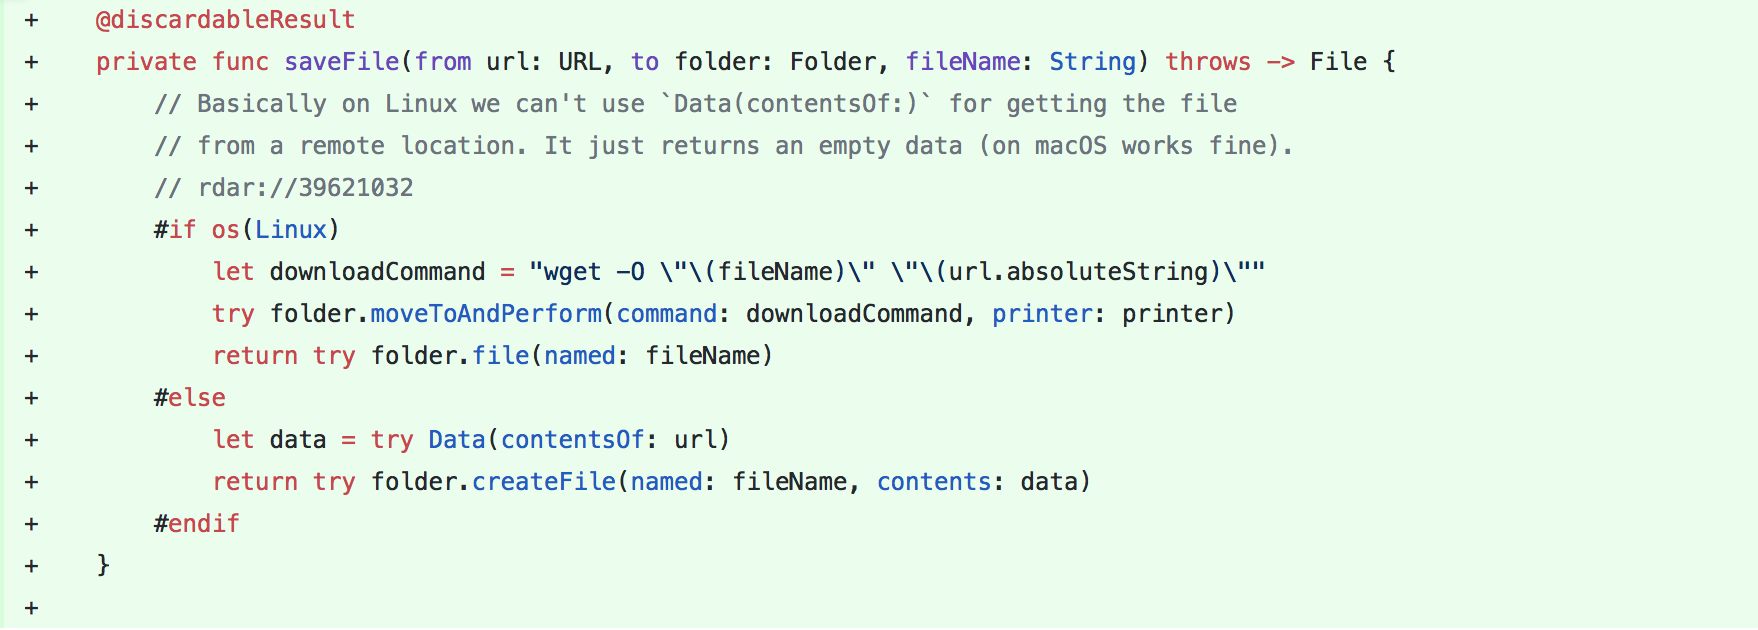 +    @discardableResult
+    private func saveFile(from url: URL, to folder: Folder, fileName: String) throws -> File {
+        // Basically on Linux we can't use `Data(contentsOf:)` for getting the file
+        // from a remote location. It just returns an empty data (on macOS works fine).
+        // rdar://39621032
+        #if os(Linux)
+            let downloadCommand = "wget -O \"\(fileName)\" \"\(url.absoluteString)\""
+            try folder.moveToAndPerform(command: downloadCommand, printer: printer)
+            return try folder.file(named: fileName)
+        #else
+            let data = try Data(contentsOf: url)
+            return try folder.createFile(named: fileName, contents: data)
+        #endif
+    }
+